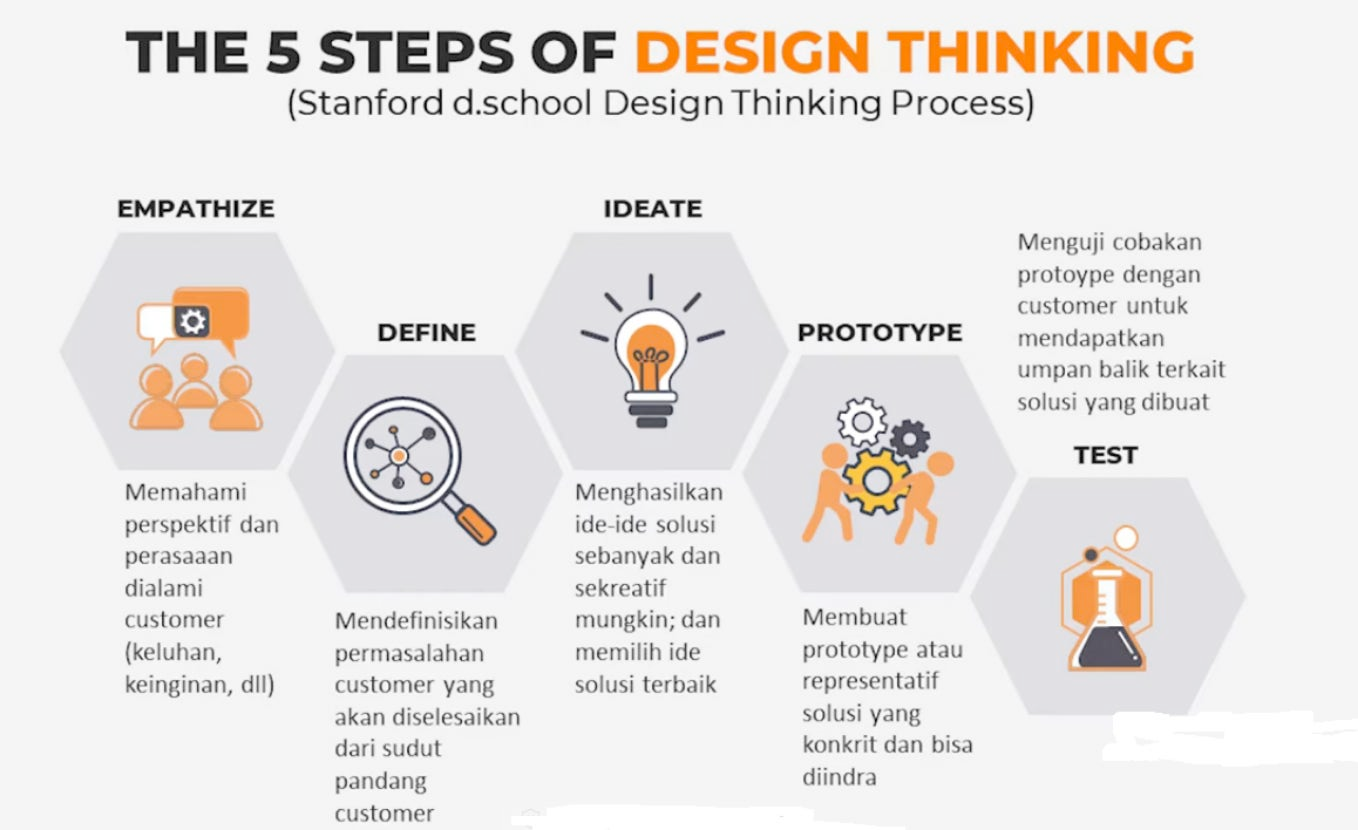 THE 5 STEPS OF DESIGN THINKING
(Stanford d.school Design Thinking Process)
EMPATHIZE
Memahami
perspektif dan
perasaaan
dialami
customer
(keluhan,
keinginan, dll)
DEFINE
Mendefinisikan
permasalahan
customer yang
akan diselesaikan
dari sudut
pandang
customer
IDEATE
Menghasilkan
ide-ide solusi
sebanyak dan
sekreatif
mungkin; dan
memilih ide
solusi terbaik
PROTOTYPE
Membuat
prototype atau
representatif
solusi yang
konkrit dan bisa
diindra
Menguji cobakan
protoype dengan
customer untuk
mendapatkan
umpan balik terkait
solusi yang dibuat
TEST